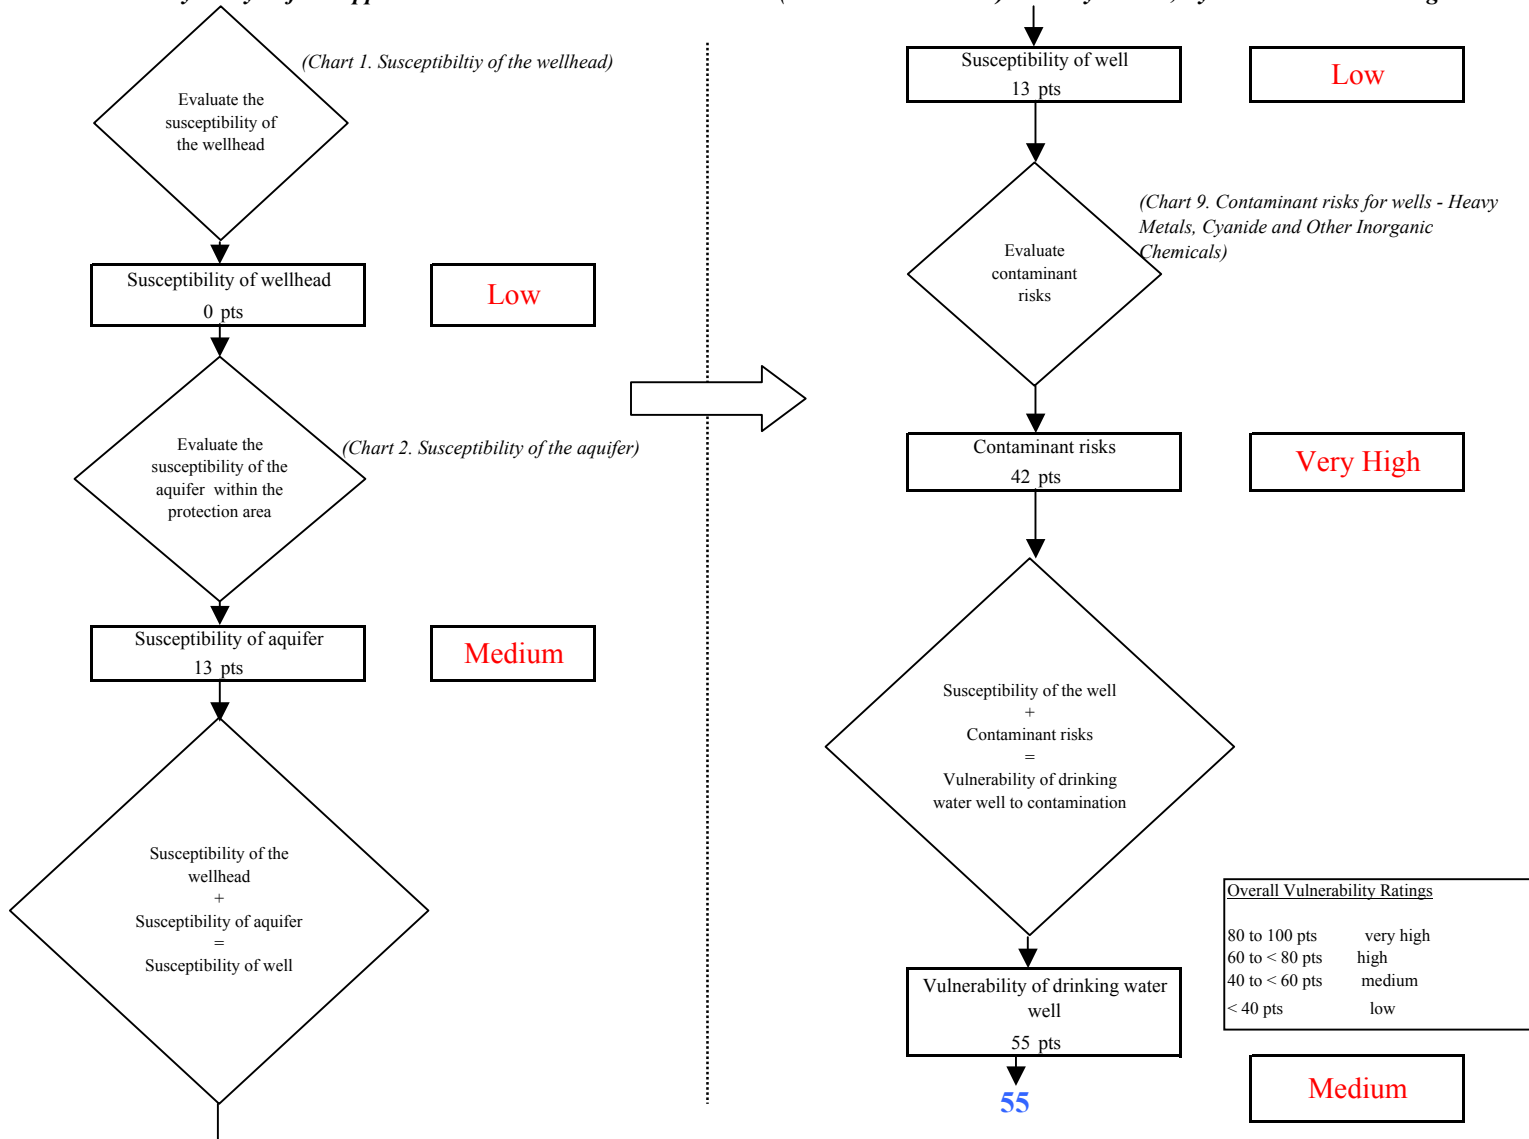 (Chart 1. Susceptibiltiy of the wellhead)
Evaluate the
susceptibility of
the wellhead
Susceptibility of wellhead
0 pts
Low
Evaluate the
susceptibility of the
aquifer within the
protection area
(Chart 2. Susceptibility of the aquifer)
Susceptibility of aquifer
13 pts
Medium
Susceptibility of the
wellhead
+
Susceptibility of aquifer
=
Susceptibility of well
Susceptibility of well
13 pts
Low
(Chart 9. Contaminant risks for wells - Heavy
Metals, Cyanide and Other Inorganic
Chemicals)
Evaluate
contaminant
risks
Contaminant risks
42 pts
Very High
Susceptibility of the well
+
Contaminant risks
=
Vulnerability of drinking
water well to contamination
Overall Vulnerability Ratings
80 to 100 pts very high
60 to < 80 pts high
40 to < 60 pts medium
< 40 pts low
Vulnerability of drinking water
well
55 pts
55
Medium